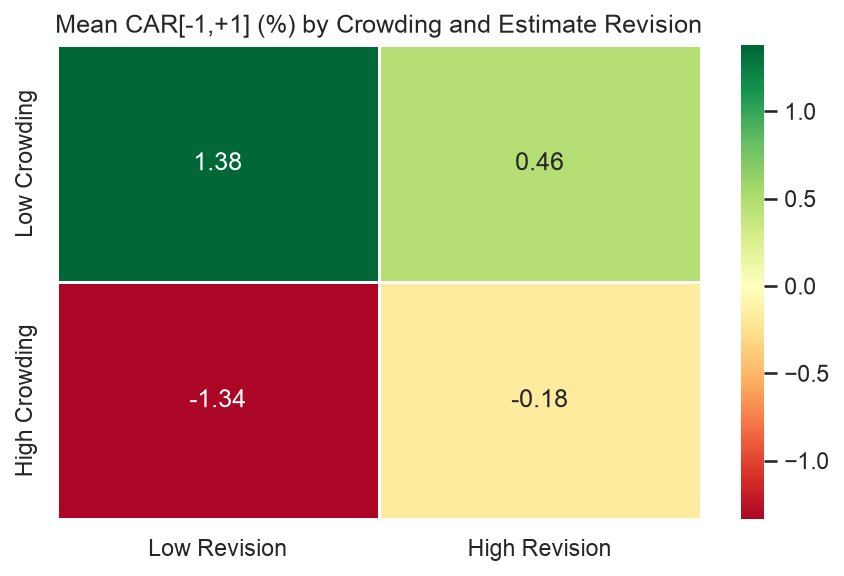 Mean CAR[-1,+1] (%) by Crowding and Estimate Revision
Low Crowding
1.38
0.46
High Crowding
-1.34
-0.18
Low Revision
High Revision
1.0
0.5
0.0
−0.5
−1.0